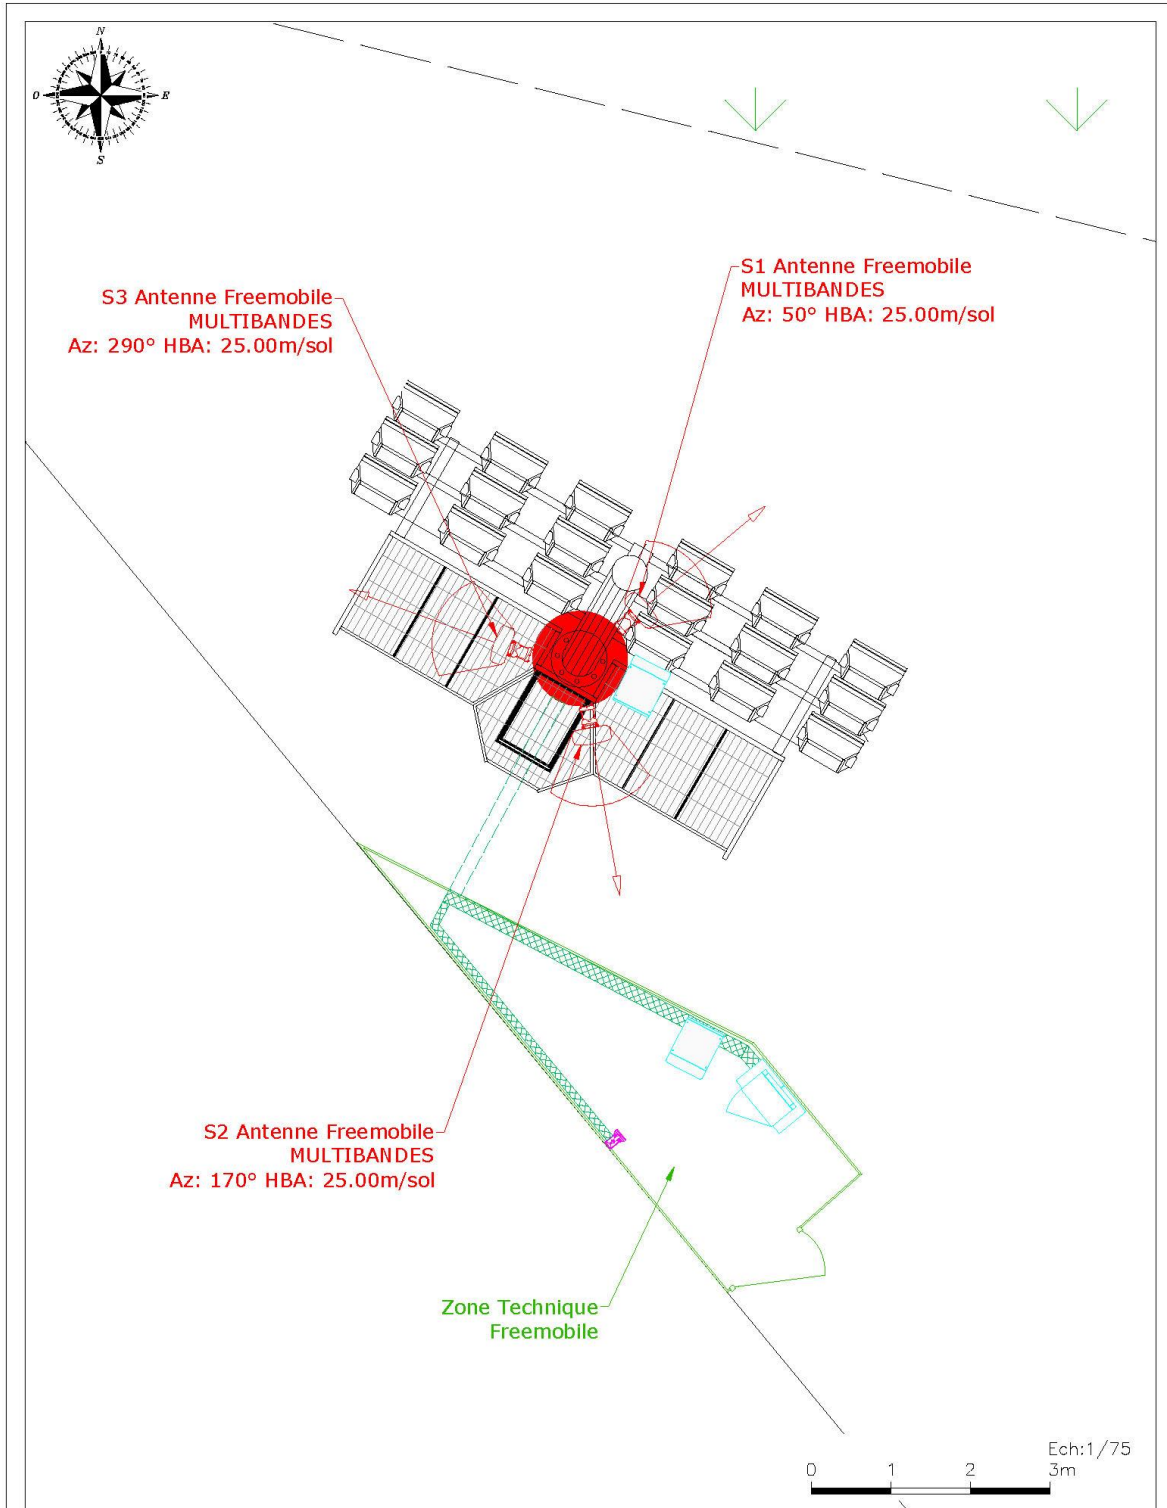 N
O
E
S
S1 Antenne Freemobile
MULTIBANDES
Az: 50° HBA: 25.00m/sol
S3 Antenne Freemobile
MULTIBANDES
Az: 290° HBA: 25.00m/sol
S2 Antenne Freemobile
MULTIBANDES
Az: 170° HBA: 25.00m/sol
Zone Technique
Freemobile
Ech:1/75
0 1 2 3m